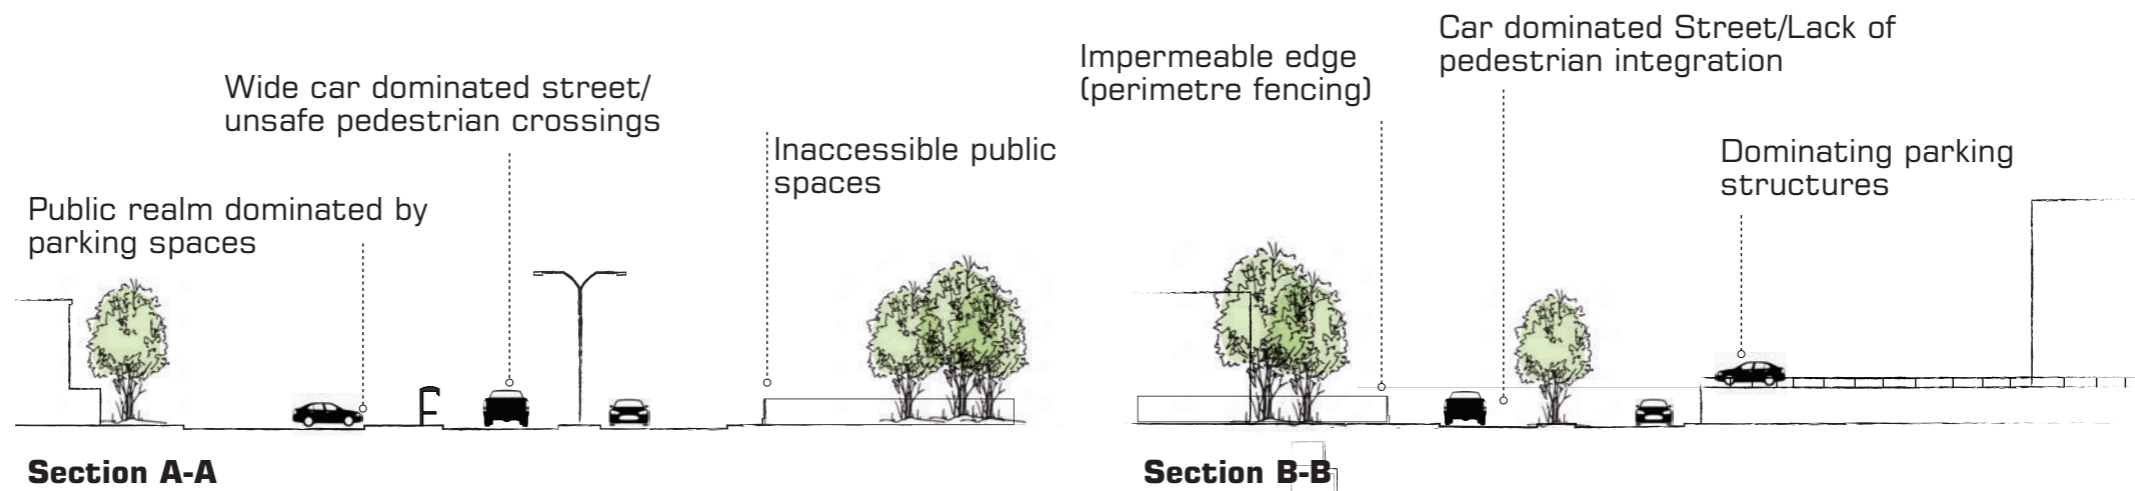 Public realm dominated by
parking spaces
Wide car dominated street/
unsafe pedestrian crossings
Inaccessible public
spaces
Section A-A
Impermeable edge
(perimetre fencing)
Car dominated Street/Lack of
pedestrian integration
Dominating parking
structures
Section B-B